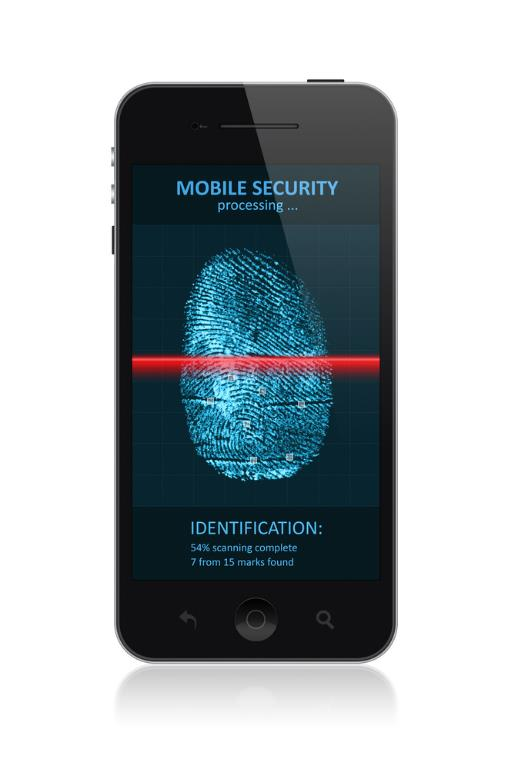 MOBILE SECURITY
processing ...
IDENTIFICATION:
54% scanning complete
7 from 15 marks found